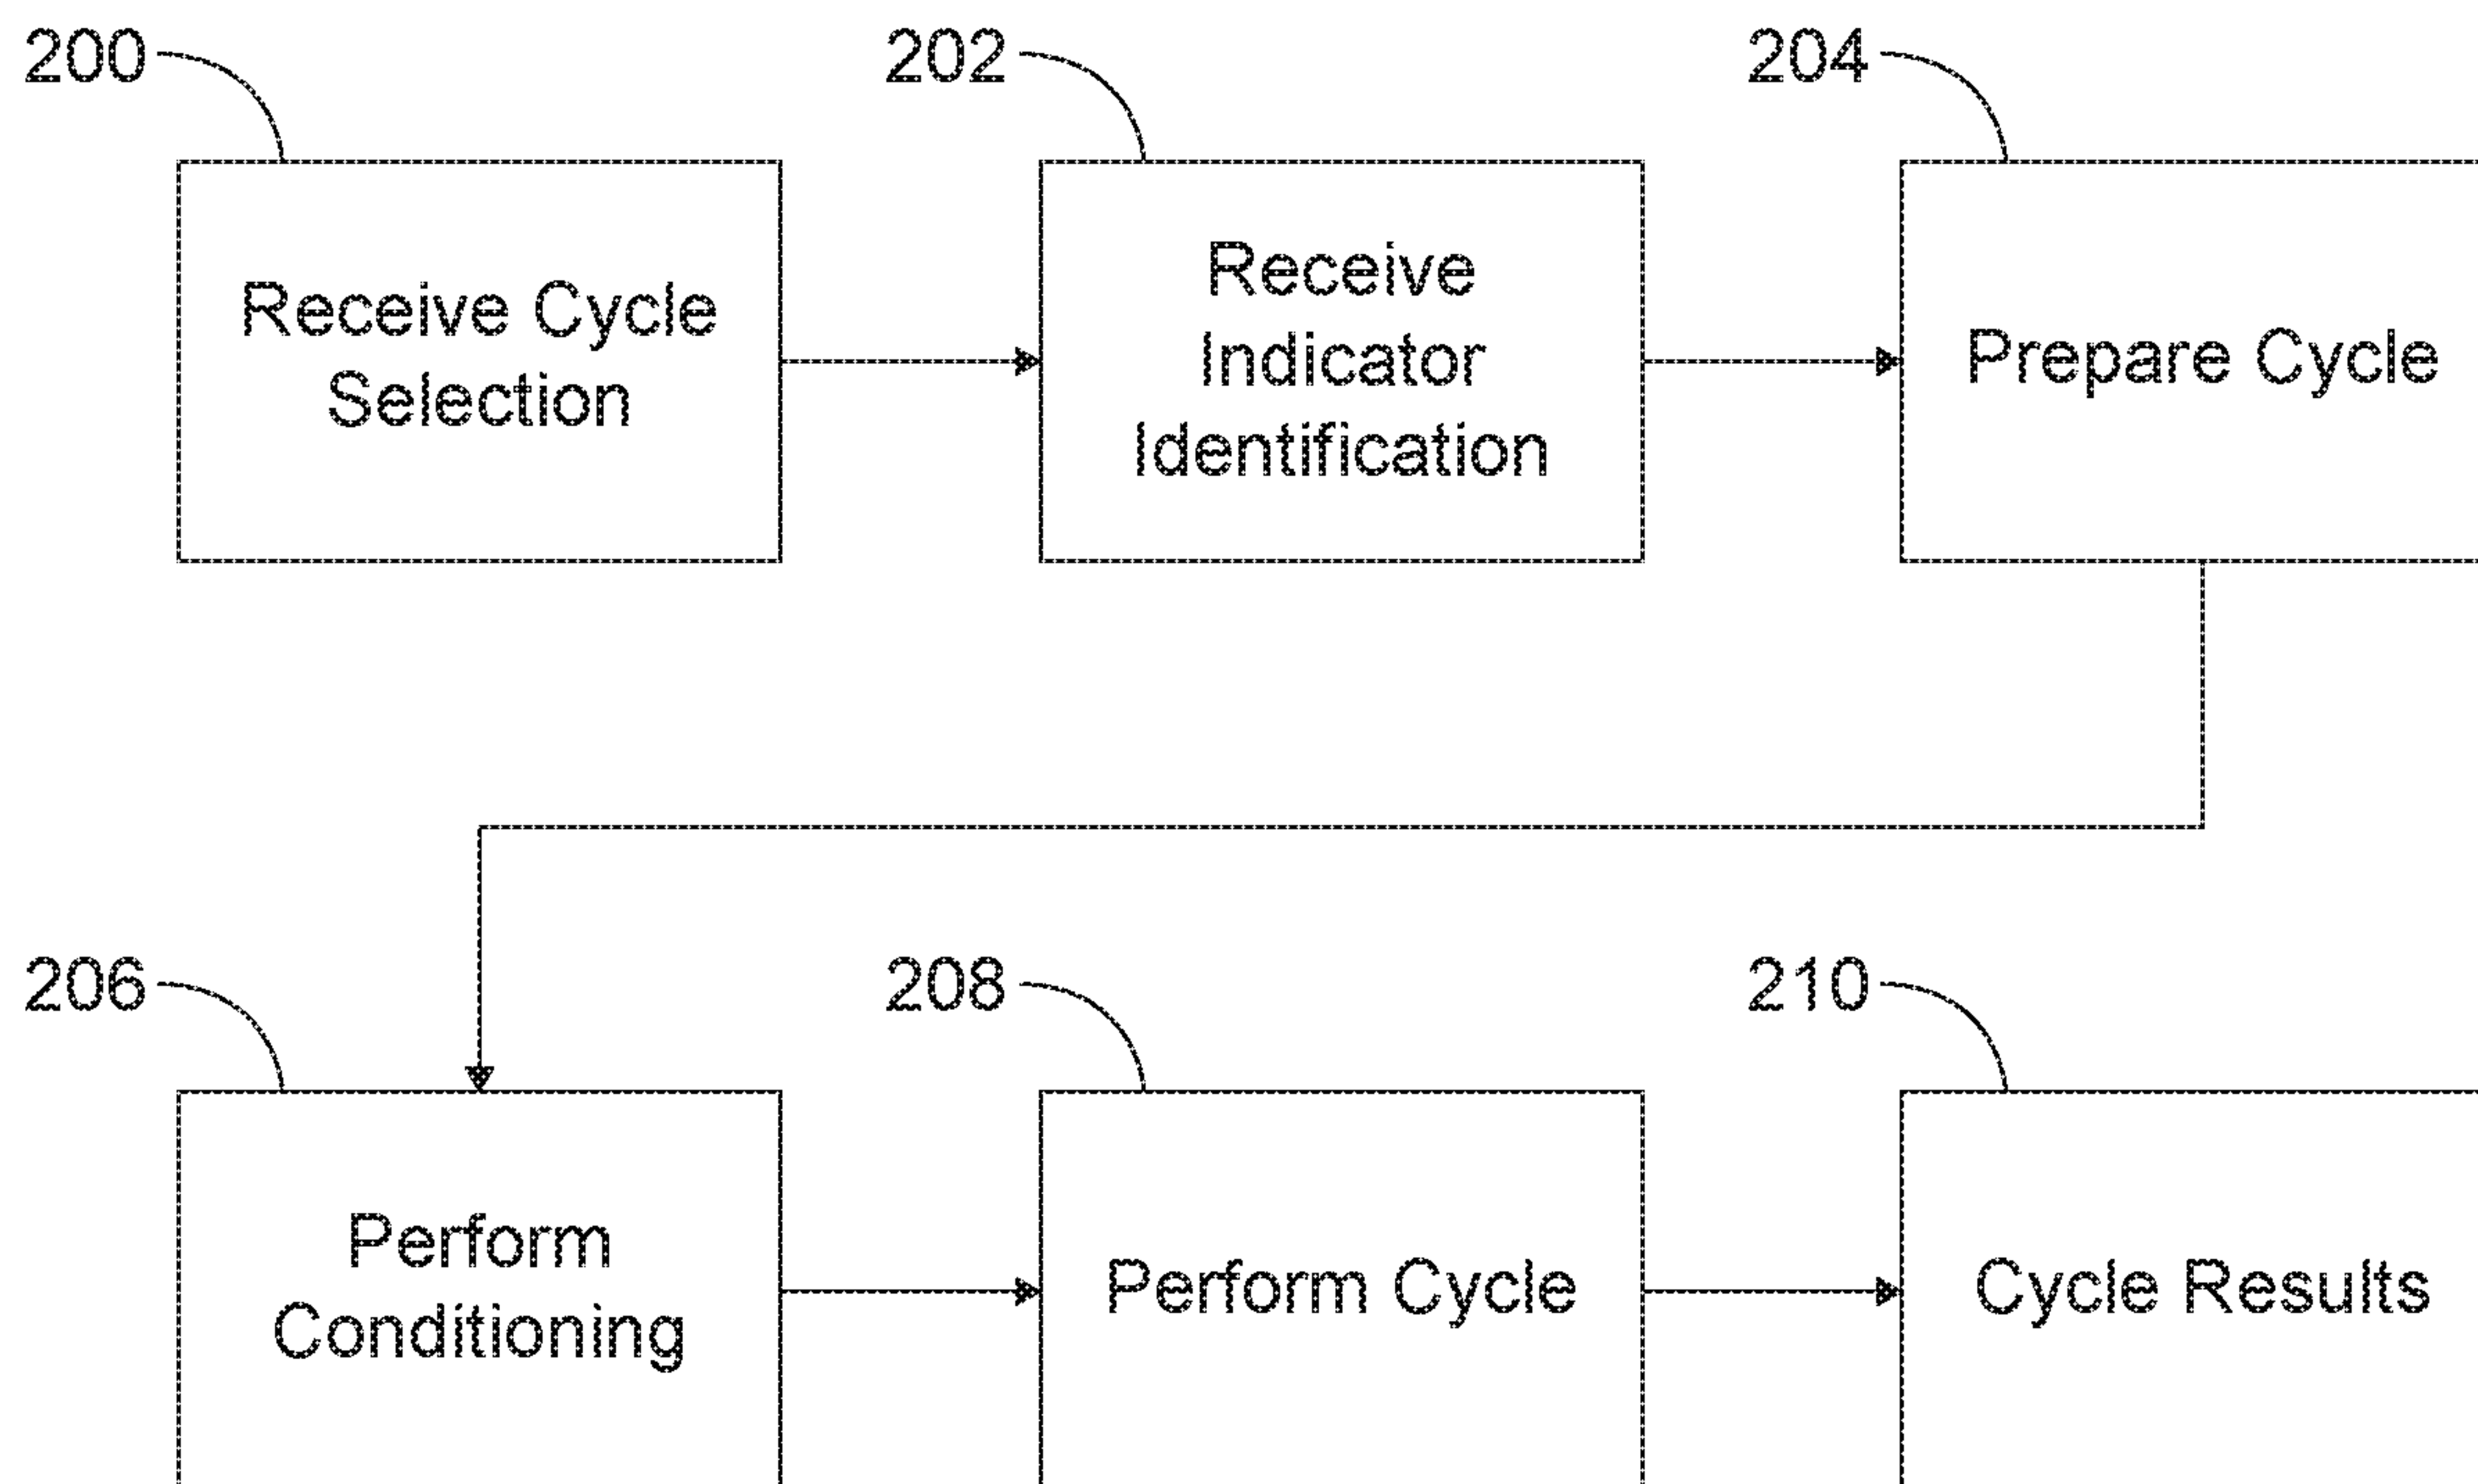 200
202
204
Receive Cycle
Selection
Receive
Indicator
Identification
Prepare Cycle
206
208
210
Perform
Conditioning
Perform Cycle
Cycle Results